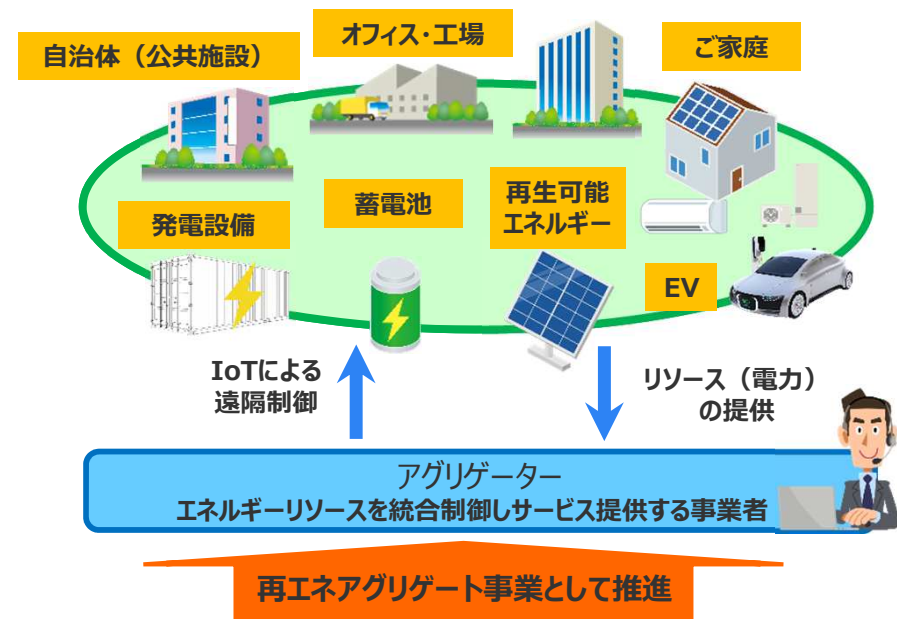 オフィス・工場
自治体（公共施設）
ご家庭
蓄電池
再生可能
エネルギー
発電設備
EV
IoTによる
遠隔制御
リソース（電力）
の提供
アグリゲーター
エネルギーリソースを統合制御しサービス提供する事業者
再エネアグリゲート事業として推進